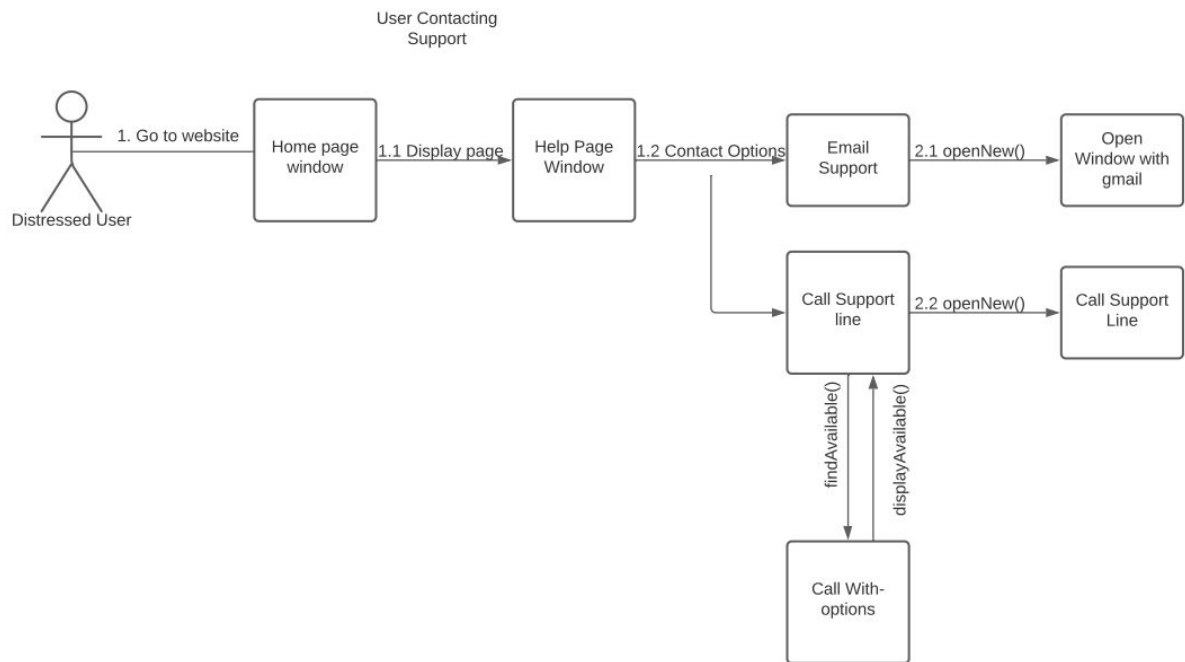 User Contacting
Support
1. Go to website
Distressed User
Home page
window
1.1 Display page
Help Page
Window
1.2 Contact Options
Email
Support
2.1 openNew()
Open
Window with
gmail
Call Support
line
2.2 openNew()
Call Support
Line
findAvailable()
displayAvailable()
Call With-
options